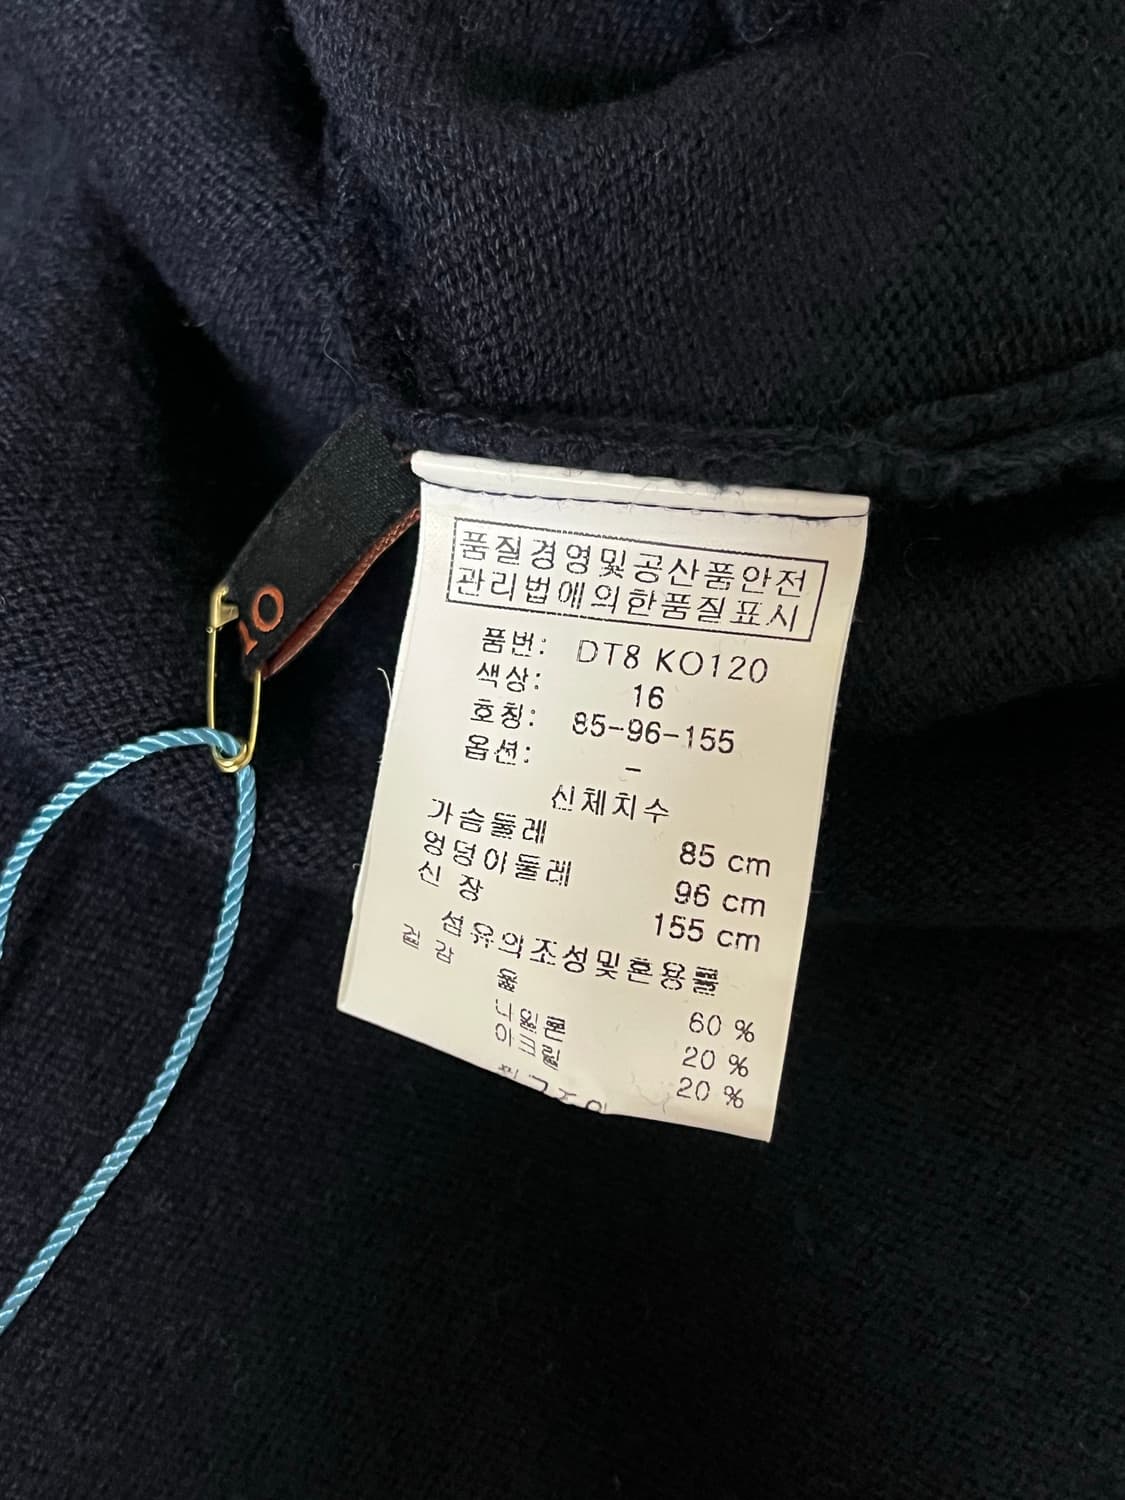 품질경영및공산품안전
관리법에의한품질표시
품번: DT8 KO120
색상: 16
호칭: 85-96-155
옵션: -
신체치수
가슴둘레 85 cm
엉덩이둘레 96 cm
신 장 155 cm
섬유의조성및혼용률
겉 감
울 60 %
나일론 20 %
아크릴 20 %